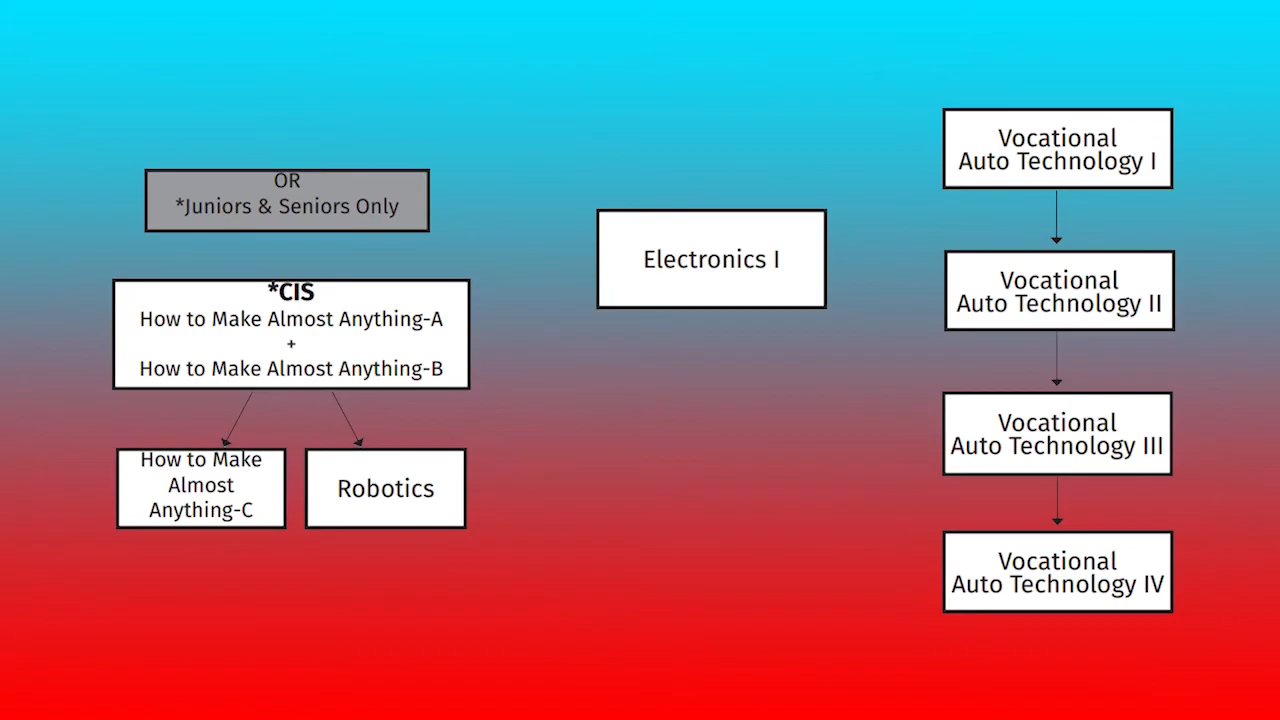 OR
*Juniors & Seniors Only
*CIS
How to Make Almost Anything-A
+
How to Make Almost Anything-B
How to Make
Almost
Anything-C
Robotics
Electronics I
Vocational
Auto Technology I
Vocational
Auto Technology II
Vocational
Auto Technology III
Vocational
Auto Technology IV